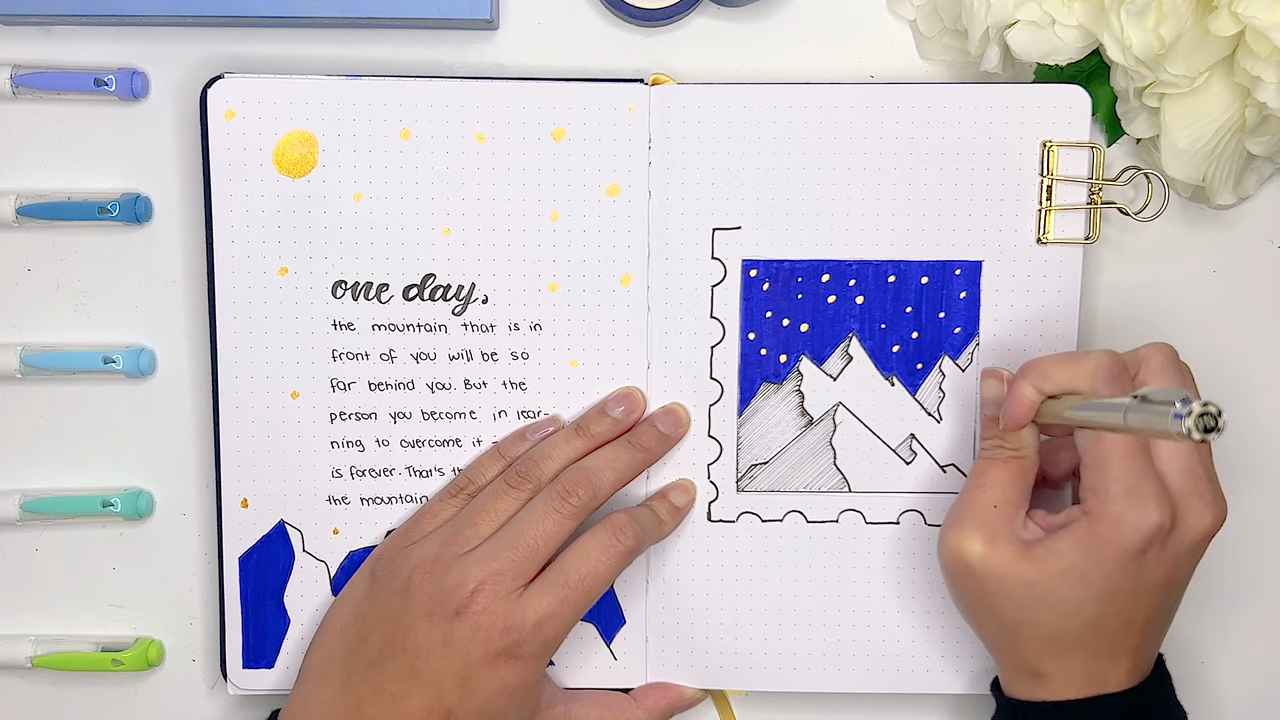 one day,
the mountain that is in
front of you will be so
far behind you. But the
person you become in lear-
ning to overcome it -
is forever. That's
the mountain